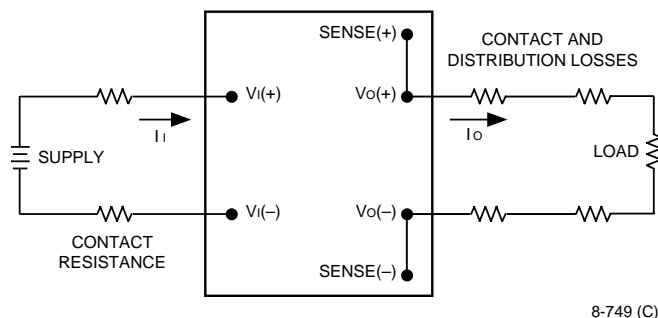 SENSE(+)
CONTACT AND
DISTRIBUTION LOSSES
VI(+)
VO(+)
II
IO
SUPPLY
LOAD
VI(–)
VO(–)
CONTACT
RESISTANCE
SENSE(–)
8-749 (C)